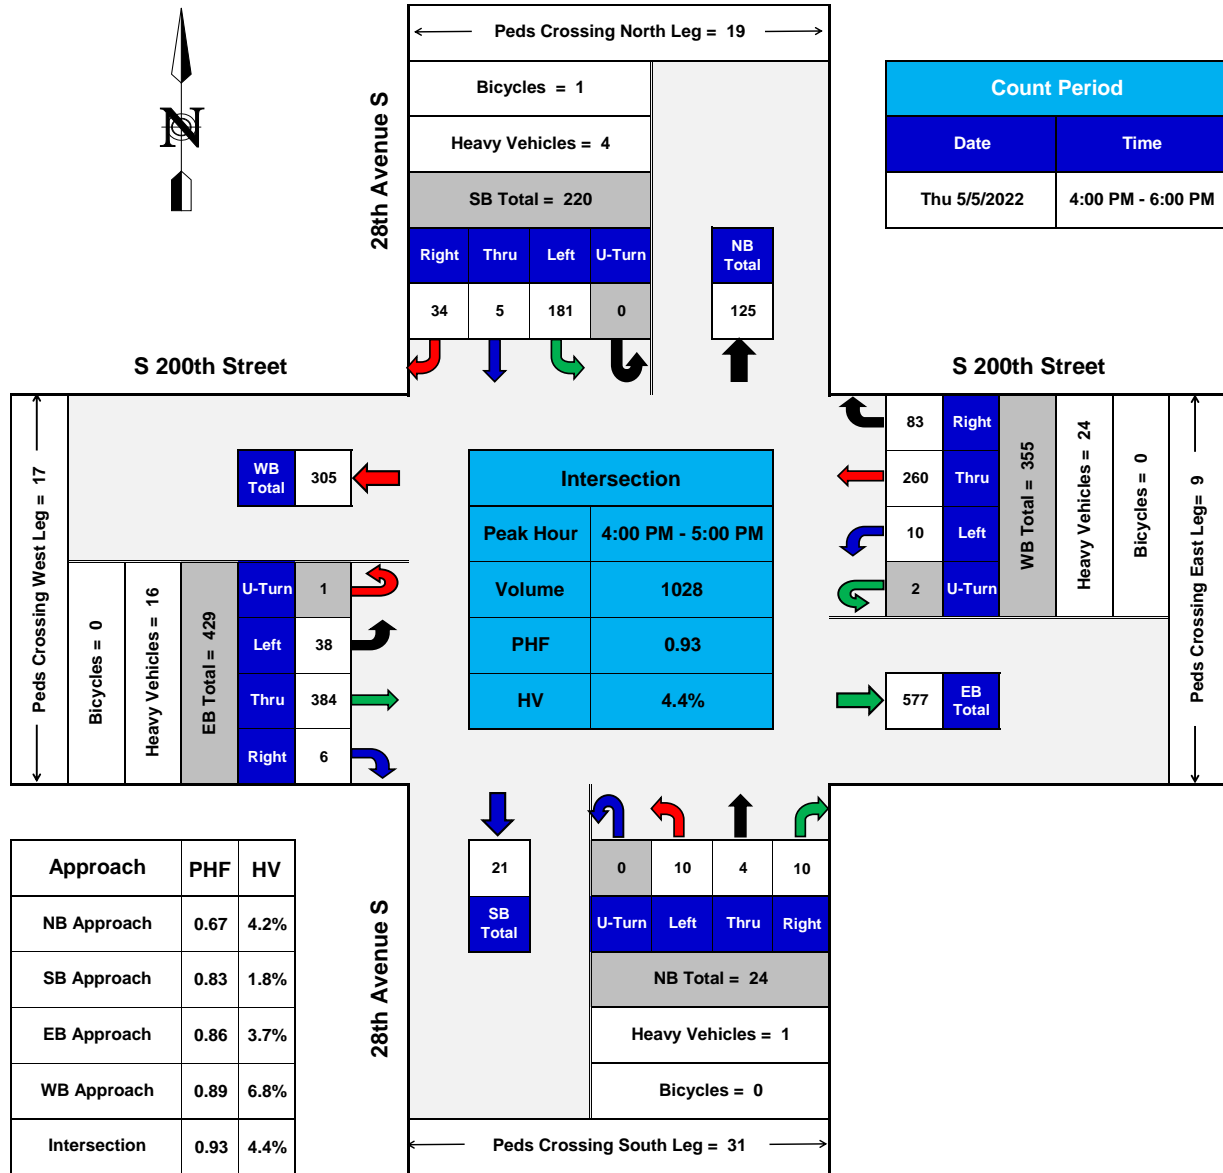 Peds Crossing North Leg = 19
N
28th Avenue S
Bicycles = 1
Heavy Vehicles = 4
SB Total = 220
Right Thru Left U-Turn
34 5 181 0
NB
Total
125
Count Period
Date Time
Thu 5/5/2022 4:00 PM - 6:00 PM
S 200th Street
S 200th Street
Peds Crossing West Leg = 17
WB
Total
305
Bicycles = 0
Heavy Vehicles = 16
EB Total = 429
U-Turn 1
Left 38
Thru 384
Right 6
Intersection
Peak Hour 4:00 PM - 5:00 PM
Volume 1028
PHF 0.93
HV 4.4%
83 Right
260 Thru
10 Left
2 U-Turn
WB Total = 355
Heavy Vehicles = 24
Bicycles = 0
Peds Crossing East Leg= 9
577
EB
Total
Approach PHF HV
NB Approach 0.67 4.2%
SB Approach 0.83 1.8%
EB Approach 0.86 3.7%
WB Approach 0.89 6.8%
Intersection 0.93 4.4%
28th Avenue S
21
SB
Total
0 10 4 10
U-Turn Left Thru Right
NB Total = 24
Heavy Vehicles = 1
Bicycles = 0
Peds Crossing South Leg = 31